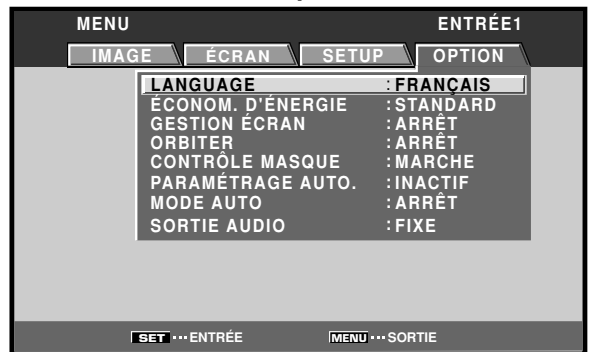 MENU ENTRÉE1
IMAGE ÉCRAN SETUP OPTION
LANGUAGE :FRANÇAIS
ÉCONOM. D'ÉNERGIE :STANDARD
GESTION ÉCRAN :ARRÊT
ORBITER :ARRÊT
CONTRÔLE MASQUE :MARCHE
PARAMÉTRAGE AUTO. :INACTIF
MODE AUTO :ARRÊT
SORTIE AUDIO :FIXE
SET ··· ENTRÉE MENU ··· SORTIE